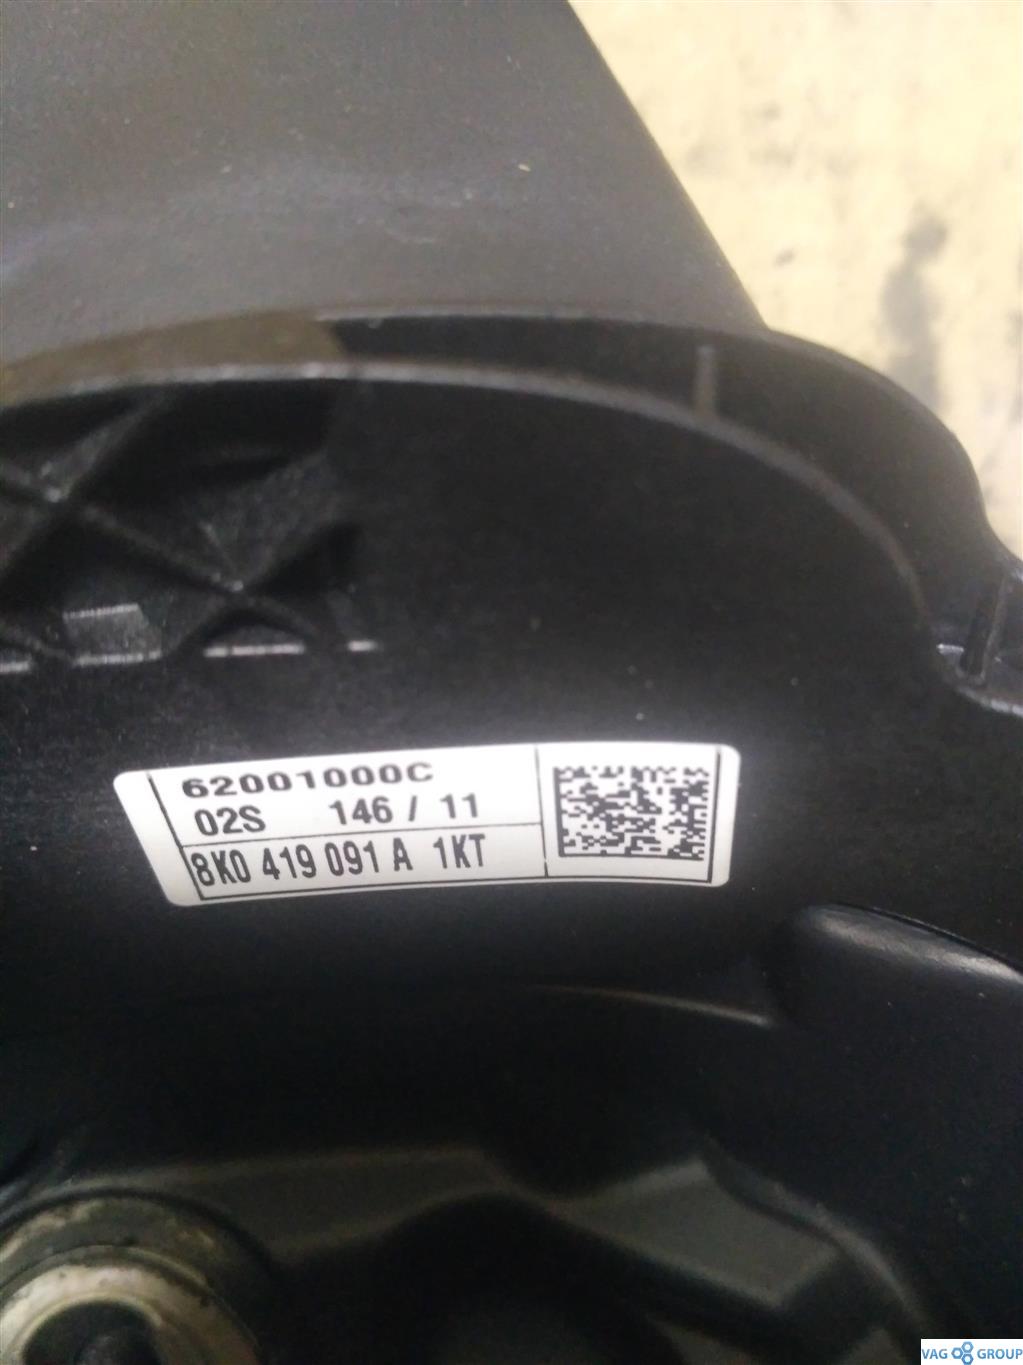 62001000C
02S 146 / 11
8K0 419 091 A 1KT
VAG GROUP